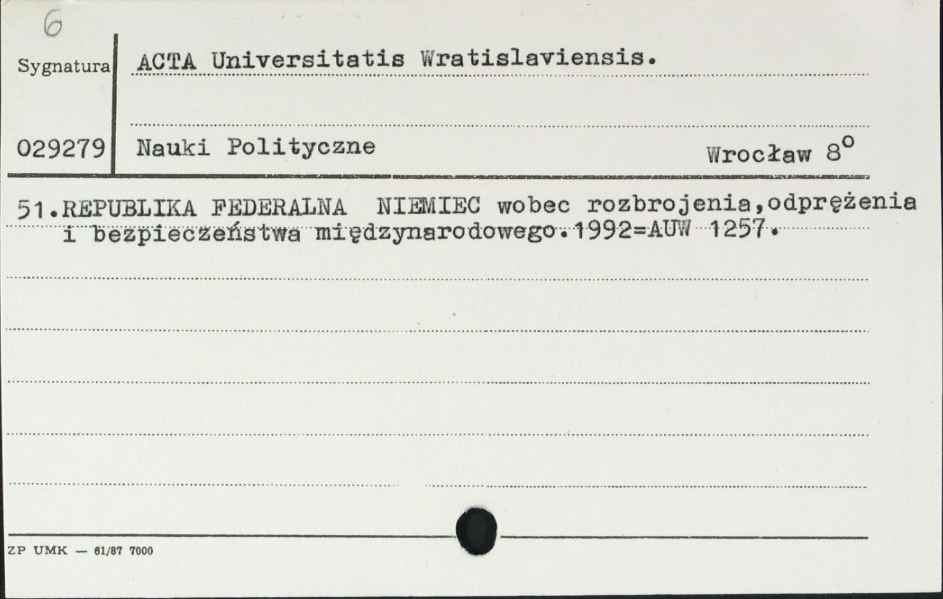 6
Sygnatura ACTA Universitatis Wratislaviensis.
029279 Nauki Polityczne Wrocław 8º
51.REPUBLIKA FEDERALNA NIEMIEC wobec rozbrojenia,odprężenia
i bezpieczeństwa międzynarodowego.1992=AUW 1257.
ZP UMK — 61/87 7000